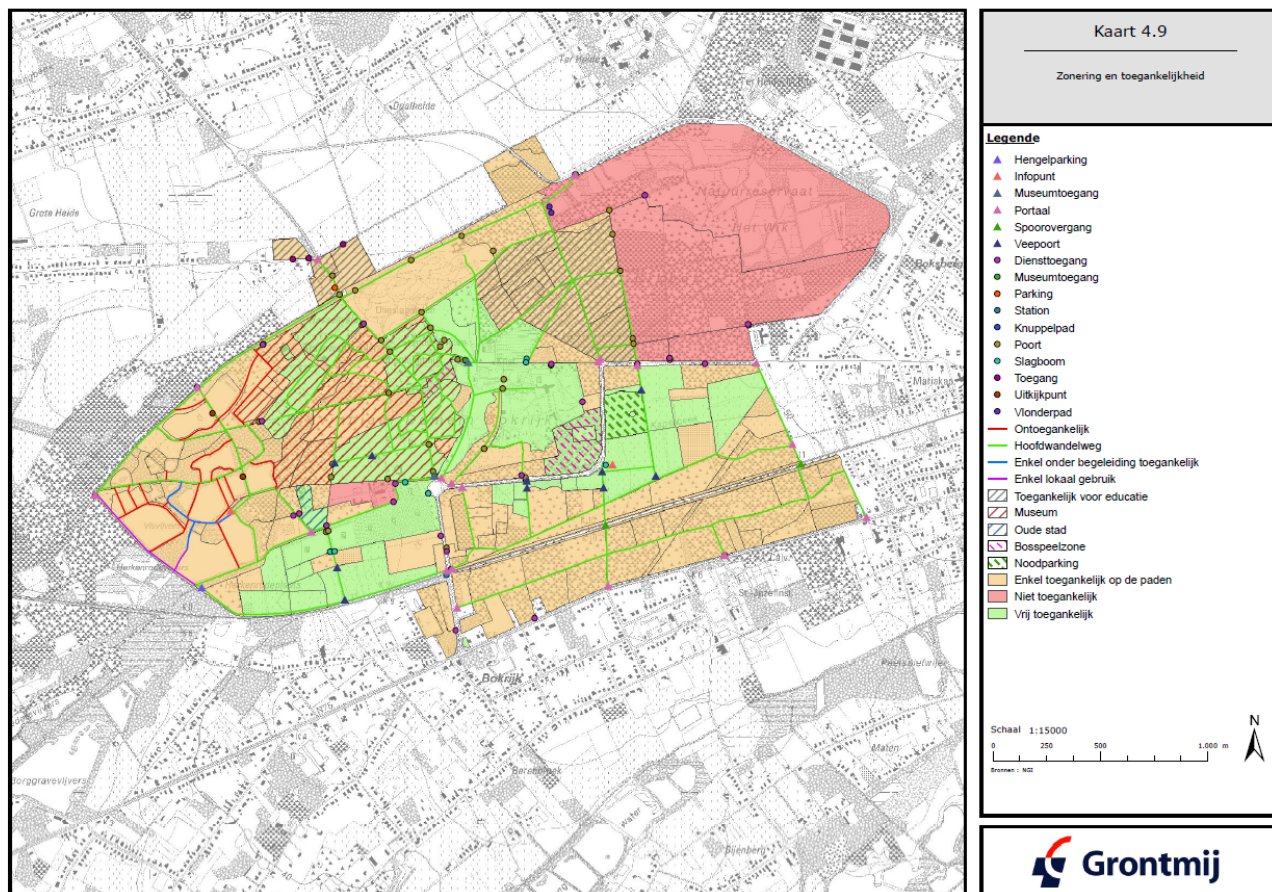 Kaart 4.9
Zonering en toegankelijkheid
Legende
Hengelparking
Infopunt
Museumtoegang
Portaal
Spoorovergang
Veepoort
Diensttoegang
Museumtoegang
Parking
Station
Knuppelpad
Poort
Slagboom
Toegang
Uitkijkpunt
Vlonderpad
Ontoegankelijk
Hoofdwandelweg
Enkel onder begeleiding toegankelijk
Enkel lokaal gebruik
Toegankelijk voor educatie
Museum
Oude stad
Bosspeelzone
Noodparking
Enkel toegankelijk op de paden
Niet toegankelijk
Vrij toegankelijk
Schaal 1:15000
N
0 250 500 1.000 m
Bronnen : NGI
Grontmij
Ter Heide
Grote Heide
Natuurreservaat
Het Wik
Boksberg
Bokrijk
Maten